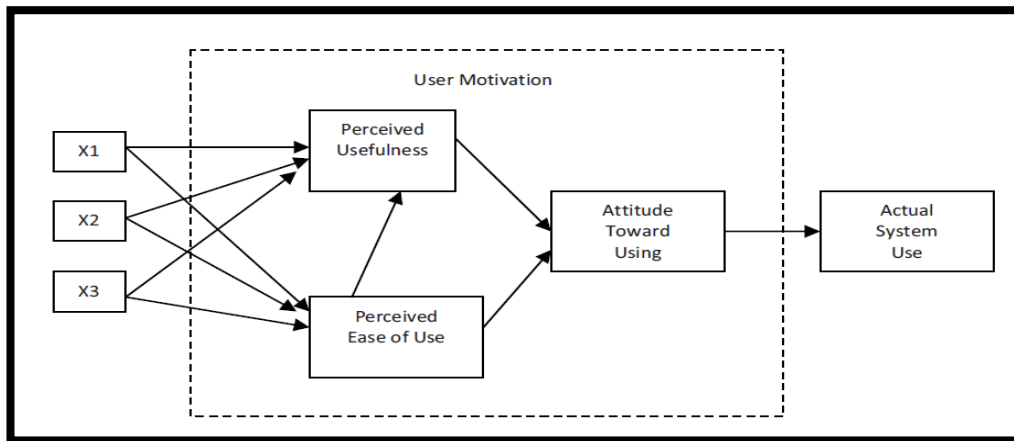 User Motivation
X1
X2
X3
Perceived
Usefulness
Perceived
Ease of Use
Attitude
Toward
Using
Actual
System
Use